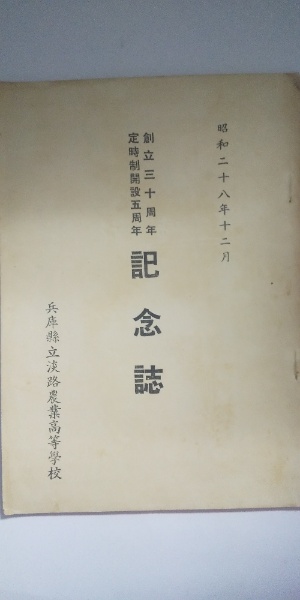 昭和二十八年十二月
創立三十周年
定時制開設五周年
記念誌
兵庫縣立淡路農業高等學校